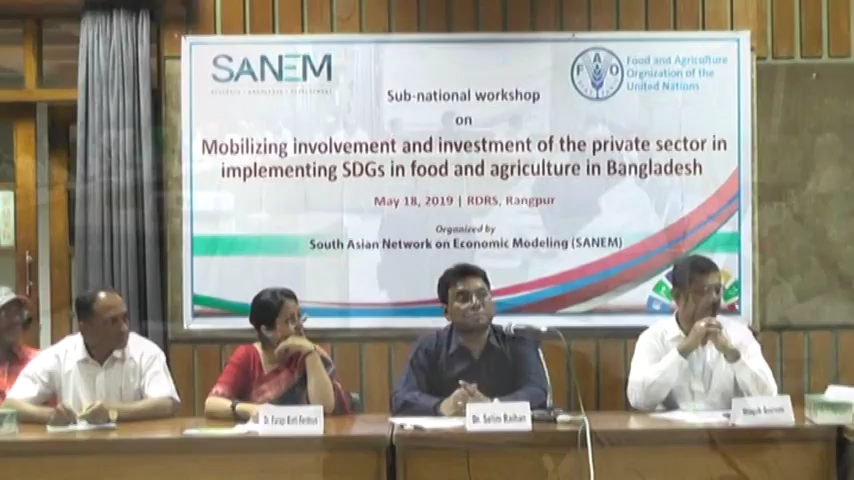 SANEM
FAO
Food and Agriculture
Orgnization of the
United Nations
Sub-national workshop
on
Mobilizing involvement and investment of the private sector in
implementing SDGs in food and agriculture in Bangladesh
May 18, 2019 | RDRS, Rangpur
Organized by
South Asian Network on Economic Modeling (SANEM)
Dr. Selim Raihan